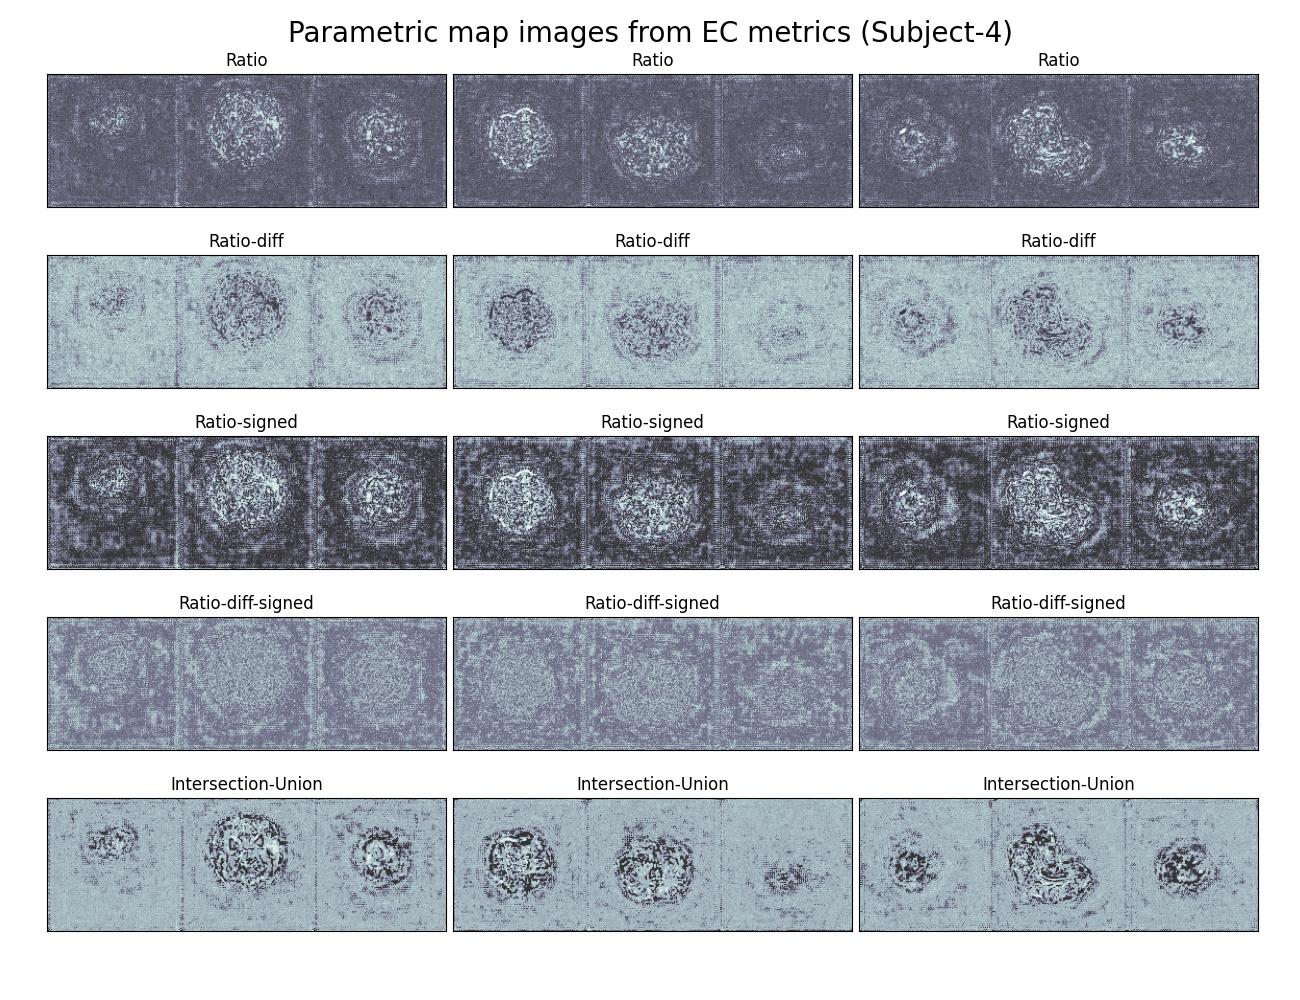 Parametric map images from EC metrics (Subject-4)
Ratio Ratio Ratio
Ratio-diff Ratio-diff Ratio-diff
Ratio-signed Ratio-signed Ratio-signed
Ratio-diff-signed Ratio-diff-signed Ratio-diff-signed
Intersection-Union Intersection-Union Intersection-Union